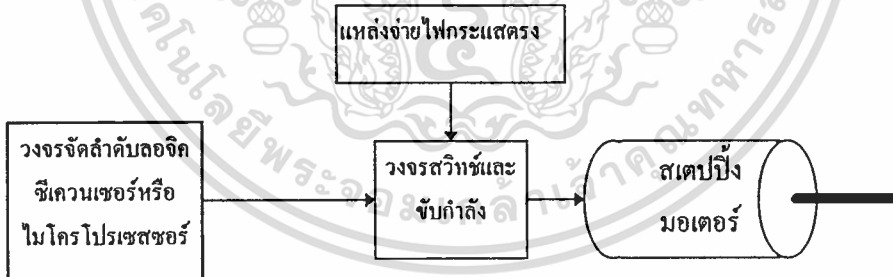 แหล่งจ่ายไฟกระแสตรง
วงจรจัดลำดับลอจิค
ซีเควนเซอร์หรือ
ไมโครโปรเซสซอร์
วงจรสวิทช์และ
ขับกำลัง
สเตปปิ้ง
มอเตอร์